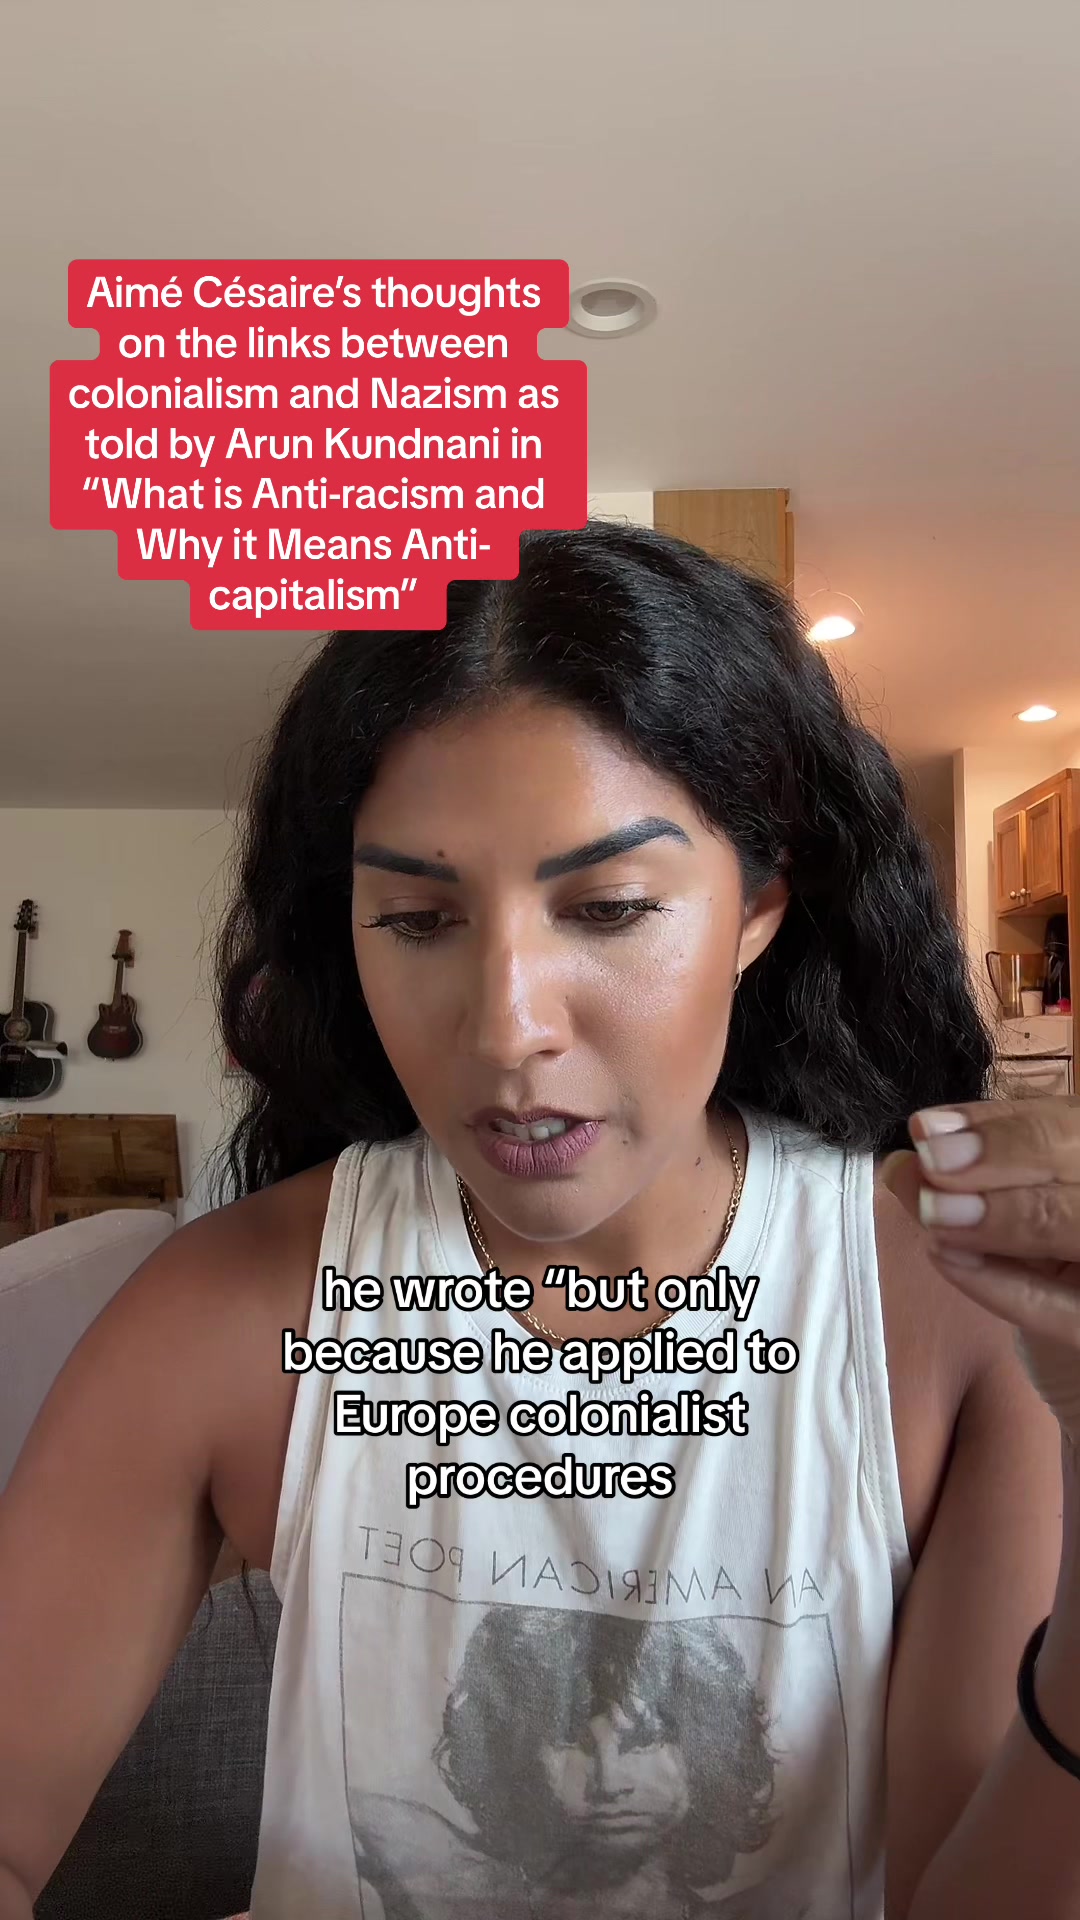 Aimé Césaire’s thoughts
on the links between
colonialism and Nazism as
told by Arun Kundnani in
“What is Anti-racism and
Why it Means Anti-
capitalism”
he wrote “but only
because he applied to
Europe colonialist
procedures
AN AMERICAN POET